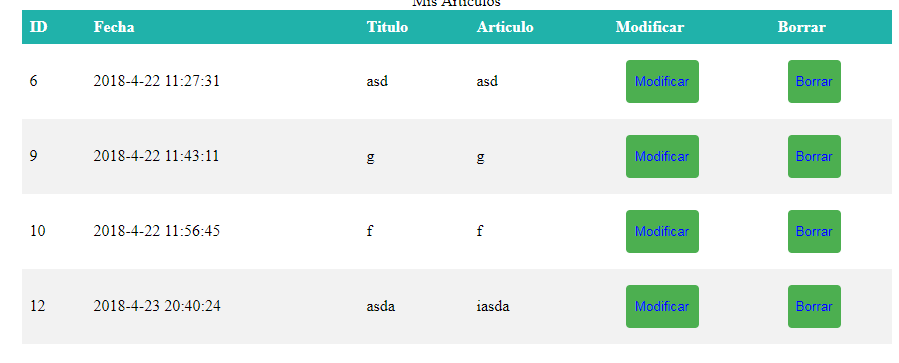 Mis Articulos
ID Fecha Titulo Articulo Modificar Borrar
6 2018-4-22 11:27:31 asd asd Modificar Borrar
9 2018-4-22 11:43:11 g g Modificar Borrar
10 2018-4-22 11:56:45 f f Modificar Borrar
12 2018-4-23 20:40:24 asda iasda Modificar Borrar